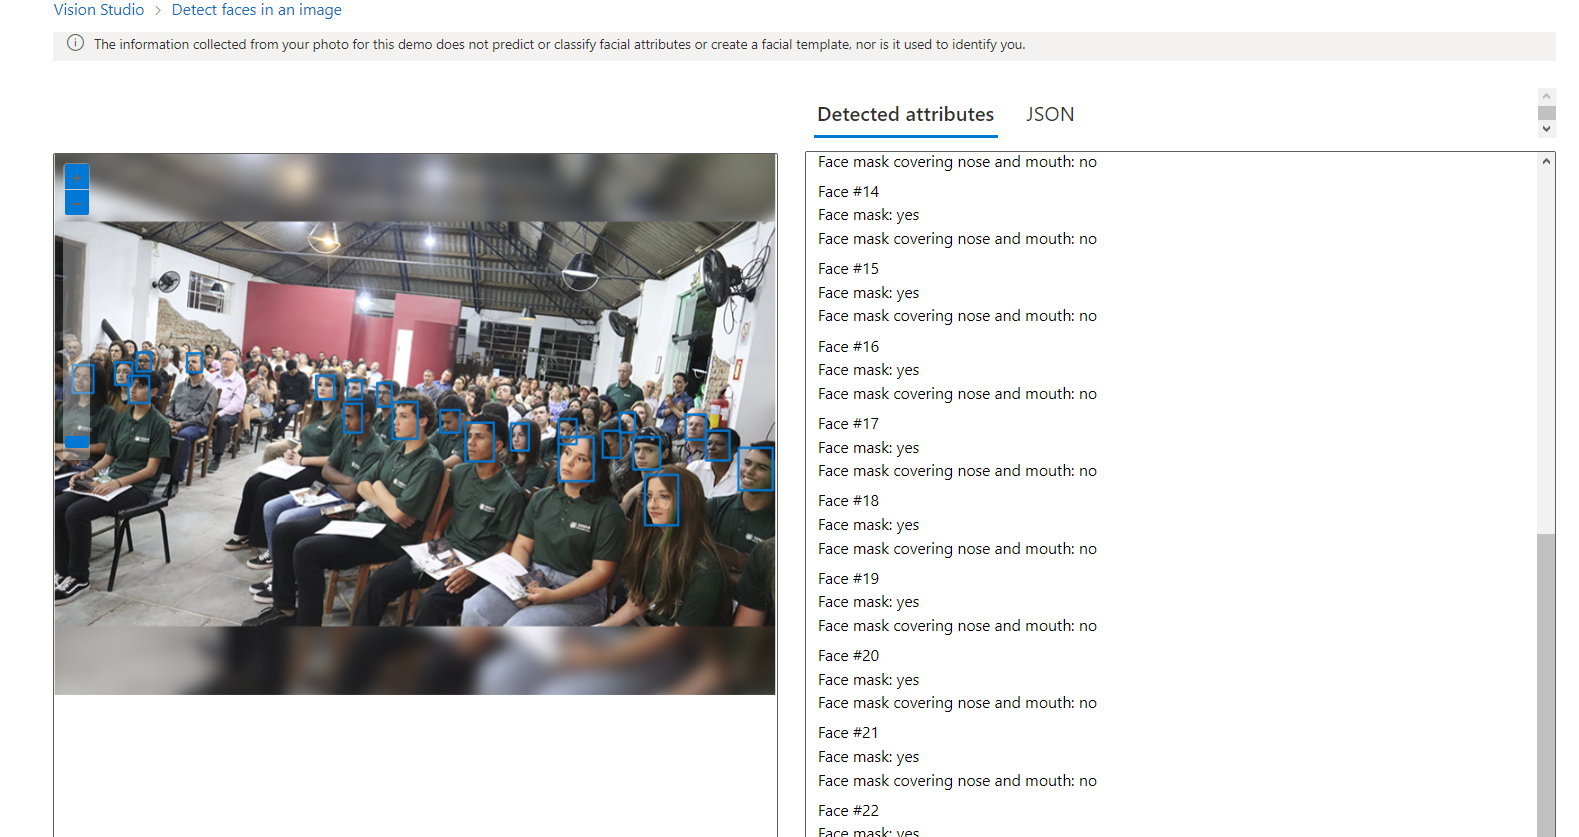 Vision Studio > Detect faces in an image
The information collected from your photo for this demo does not predict or classify facial attributes or create a facial template, nor is it used to identify you.
Detected attributes JSON
Face mask covering nose and mouth: no
Face #14
Face mask: yes
Face mask covering nose and mouth: no
Face #15
Face mask: yes
Face mask covering nose and mouth: no
Face #16
Face mask: yes
Face mask covering nose and mouth: no
Face #17
Face mask: yes
Face mask covering nose and mouth: no
Face #18
Face mask: yes
Face mask covering nose and mouth: no
Face #19
Face mask: yes
Face mask covering nose and mouth: no
Face #20
Face mask: yes
Face mask covering nose and mouth: no
Face #21
Face mask: yes
Face mask covering nose and mouth: no
Face #22
Face mask: yes